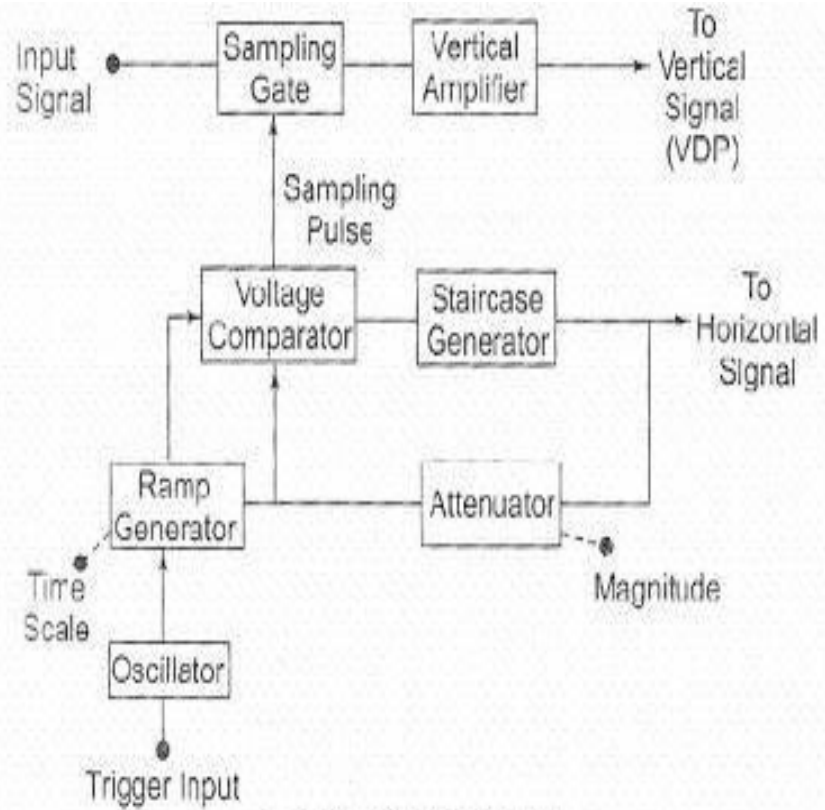 Input
Signal
Sampling
Gate
Vertical
Amplifier
To
Vertical
Signal
(VDP)
Sampling
Pulse
Voltage
Comparator
Staircase
Generator
To
Horizontal
Signal
Ramp
Generator
Attenuator
Time
Scale
Magnitude
Oscillator
Trigger Input